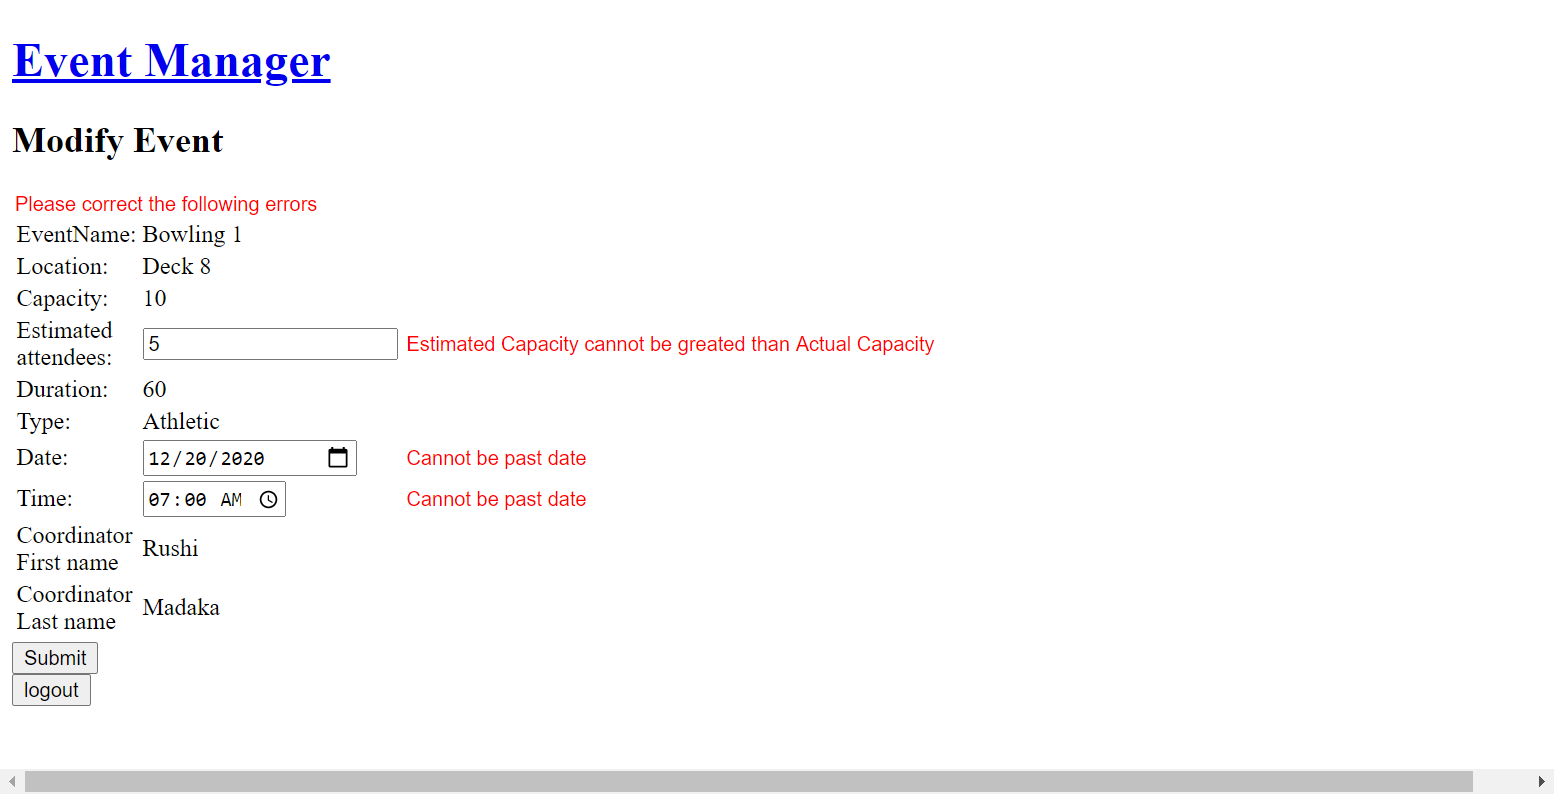 Event Manager
Modify Event
Please correct the following errors
EventName: Bowling 1
Location: Deck 8
Capacity: 10
Estimated
attendees: 5 Estimated Capacity cannot be greated than Actual Capacity
Duration: 60
Type: Athletic
Date: 12/20/2020 Cannot be past date
Time: 07:00 AM Cannot be past date
Coordinator
First name Rushi
Coordinator
Last name Madaka
Submit
logout